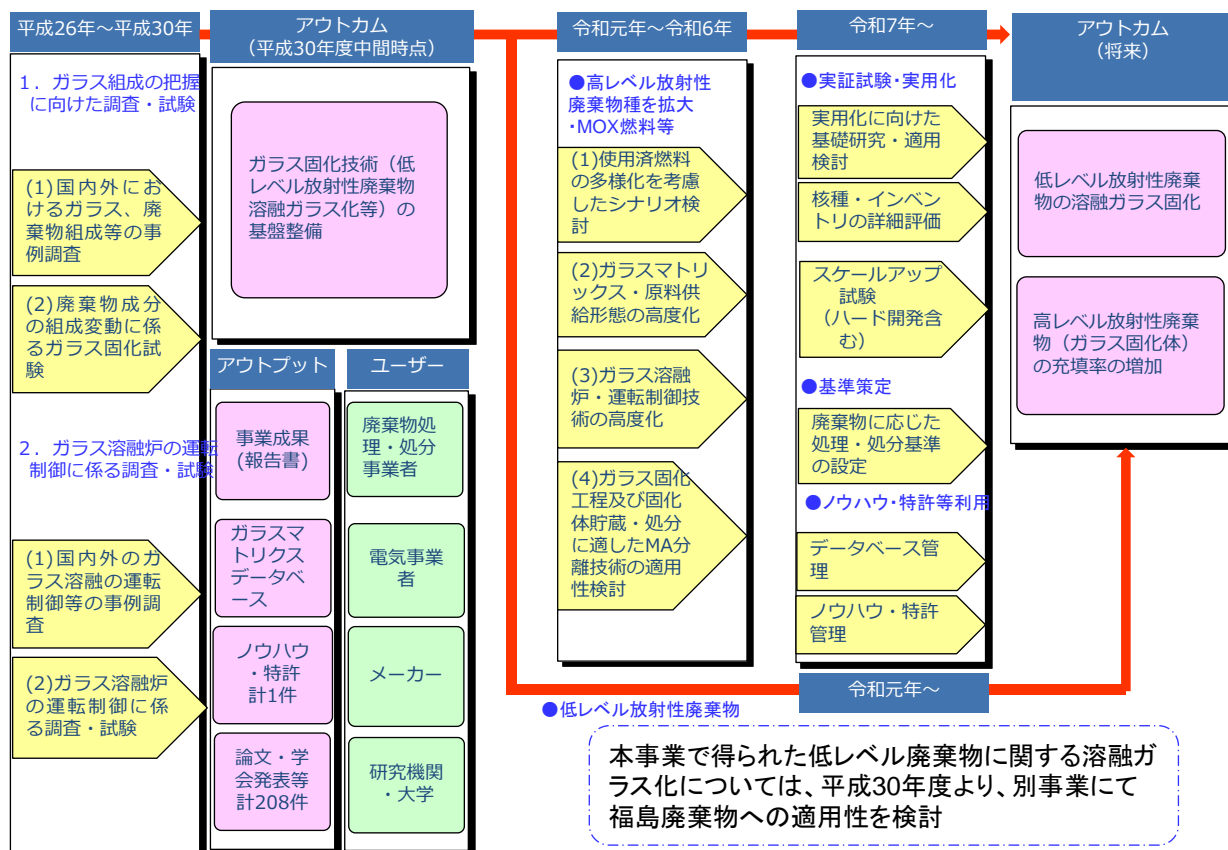 平成26年~平成30年
1．ガラス組成の把握
に向けた調査・試験
(1)国内外にお
けるガラス、廃
棄物組成等の事
例調査
(2)廃棄物成分
の組成変動に係
るガラス固化試
験
2．ガラス溶融炉の運転
制御に係る調査・試験
(1)国内外のガ
ラス溶融の運転
制御等の事例調
査
(2)ガラス溶融炉
の運転制御に係
る調査・試験
アウトカム
(平成30年度中間時点)
ガラス固化技術（低
レベル放射性廃棄物
溶融ガラス化等）の
基盤整備
アウトプット
事業成果
(報告書)
ガラスマ
トリクス
データベ
ース
ノウハウ
・特許
計1件
論文・学
会発表等
計208件
ユーザー
廃棄物処
理・処分
事業者
電気事業
者
メーカー
研究機関
・大学
令和元年~令和6年
●高レベル放射性
廃棄物種を拡大
・MOX燃料等
(1)使用済燃料
の多様化を考慮
したシナリオ検
討
(2)ガラスマトリ
ックス・原料供
給形態の高度化
(3)ガラス溶融
炉・運転制御技
術の高度化
(4)ガラス固化
工程及び固化
体貯蔵・処分
に適したMA分
離技術の適用
性検討
令和7年~
●実証試験・実用化
実用化に向けた
基礎研究・適用
検討
核種・インベン
トリの詳細評価
スケールアップ
試験
（ハード開発含
む）
●基準策定
廃棄物に応じた
処理・処分基準
の設定
●ノウハウ・特許等利用
データベース管
理
ノウハウ・特許
管理
アウトカム
(将来)
低レベル放射性廃棄
物の溶融ガラス固化
高レベル放射性廃棄
物（ガラス固化体）
の充填率の増加
令和元年~
●低レベル放射性廃棄物
本事業で得られた低レベル廃棄物に関する溶融ガ
ラス化については、平成30年度より、別事業にて
福島廃棄物への適用性を検討